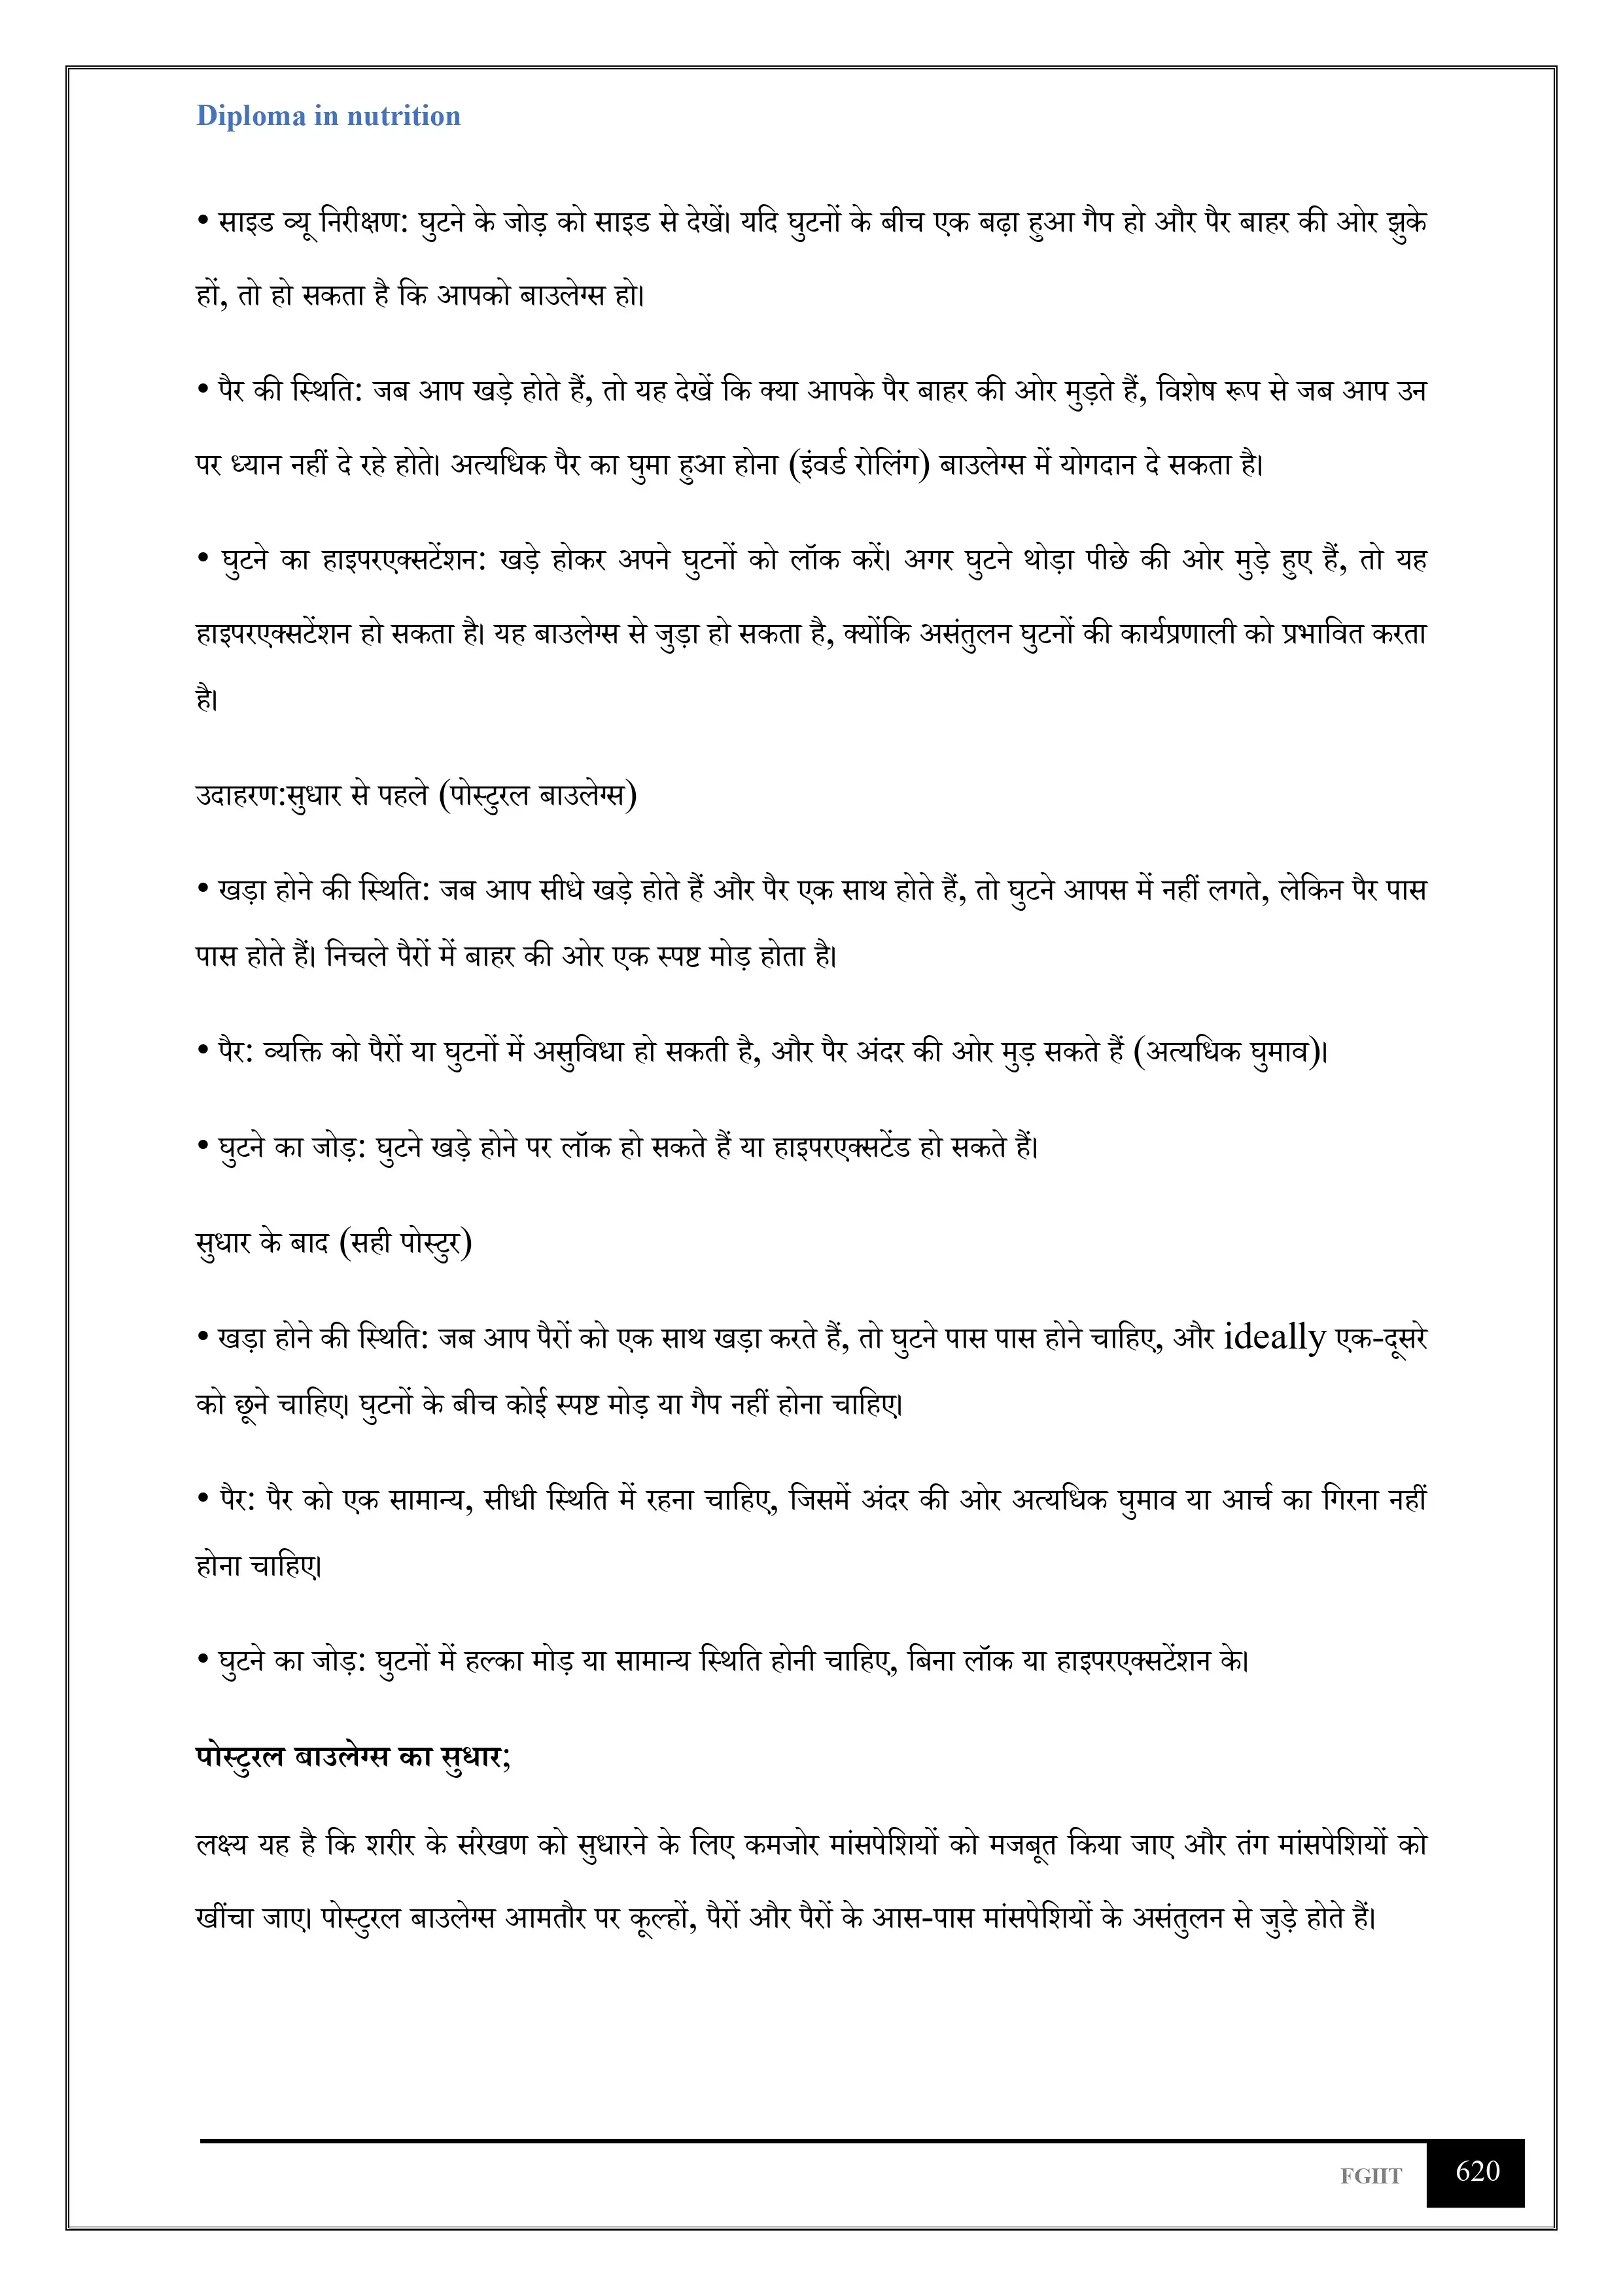 Diploma in nutrition
• साइड व्यू निरीक्षण: घुटने के जोड़ को साइड से देखें। यदि घुटनों के बीच एक बढ़ा हुआ गैप हो और पैर बाहर की ओर झुके
हों, तो हो सकता है कि आपको बाउलेग्स हो।
• पैर की स्थिति: जब आप खड़े होते हैं, तो यह देखें कि क्या आपके पैर बाहर की ओर मुड़ते हैं, विशेष रूप से जब आप उन
पर ध्यान नहीं दे रहे होते। अत्यधिक पैर का घुमा हुआ होना (इंवर्ड रोलिंग) बाउलेग्स में योगदान दे सकता है।
• घुटने का हाइपरएक्सटेंशन: खड़े होकर अपने घुटनों को लॉक करें। अगर घुटने थोड़ा पीछे की ओर मुड़े हुए हैं, तो यह
हाइपरएक्सटेंशन हो सकता है। यह बाउलेग्स से जुड़ा हो सकता है, क्योंकि असंतुलन घुटनों की कार्यप्रणाली को प्रभावित करता
है।
उदाहरण:सुधार से पहले (पोस्टुरल बाउलेग्स)
• खड़ा होने की स्थिति: जब आप सीधे खड़े होते हैं और पैर एक साथ होते हैं, तो घुटने आपस में नहीं लगते, लेकिन पैर पास
पास होते हैं। निचले पैरों में बाहर की ओर एक स्पष्ट मोड़ होता है।
• पैर: व्यक्ति को पैरों या घुटनों में असुविधा हो सकती है, और पैर अंदर की ओर मुड़ सकते हैं (अत्यधिक घुमाव)।
• घुटने का जोड़: घुटने खड़े होने पर लॉक हो सकते हैं या हाइपरएक्सटेंड हो सकते हैं।
सुधार के बाद (सही पोस्टुर)
• खड़ा होने की स्थिति: जब आप पैरों को एक साथ खड़ा करते हैं, तो घुटने पास पास होने चाहिए, और ideally एक-दूसरे
को छूने चाहिए। घुटनों के बीच कोई स्पष्ट मोड़ या गैप नहीं होना चाहिए।
• पैर: पैर को एक सामान्य, सीधी स्थिति में रहना चाहिए, जिसमें अंदर की ओर अत्यधिक घुमाव या आर्च का गिरना नहीं
होना चाहिए।
• घुटने का जोड़: घुटनों में हल्का मोड़ या सामान्य स्थिति होनी चाहिए, बिना लॉक या हाइपरएक्सटेंशन के।
पोस्टुरल बाउलेग्स का सुधार;
लक्ष्य यह है कि शरीर के संरेखण को सुधारने के लिए कमजोर मांसपेशियों को मजबूत किया जाए और तंग मांसपेशियों को
खींचा जाए। पोस्टुरल बाउलेग्स आमतौर पर कूल्हों, पैरों और पैरों के आस-पास मांसपेशियों के असंतुलन से जुड़े होते हैं।
FGIIT 620